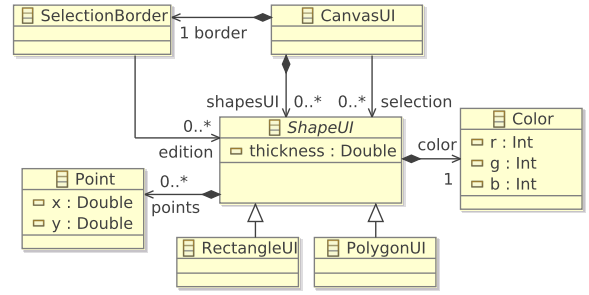 SelectionBorder
CanvasUI
1 border
shapesUI 0..* 0..* selection
0..*
edition
ShapeUI
thickness : Double
color
1
Color
r : Int
g : Int
b : Int
Point
x : Double
y : Double
0..*
points
RectangleUI
PolygonUI